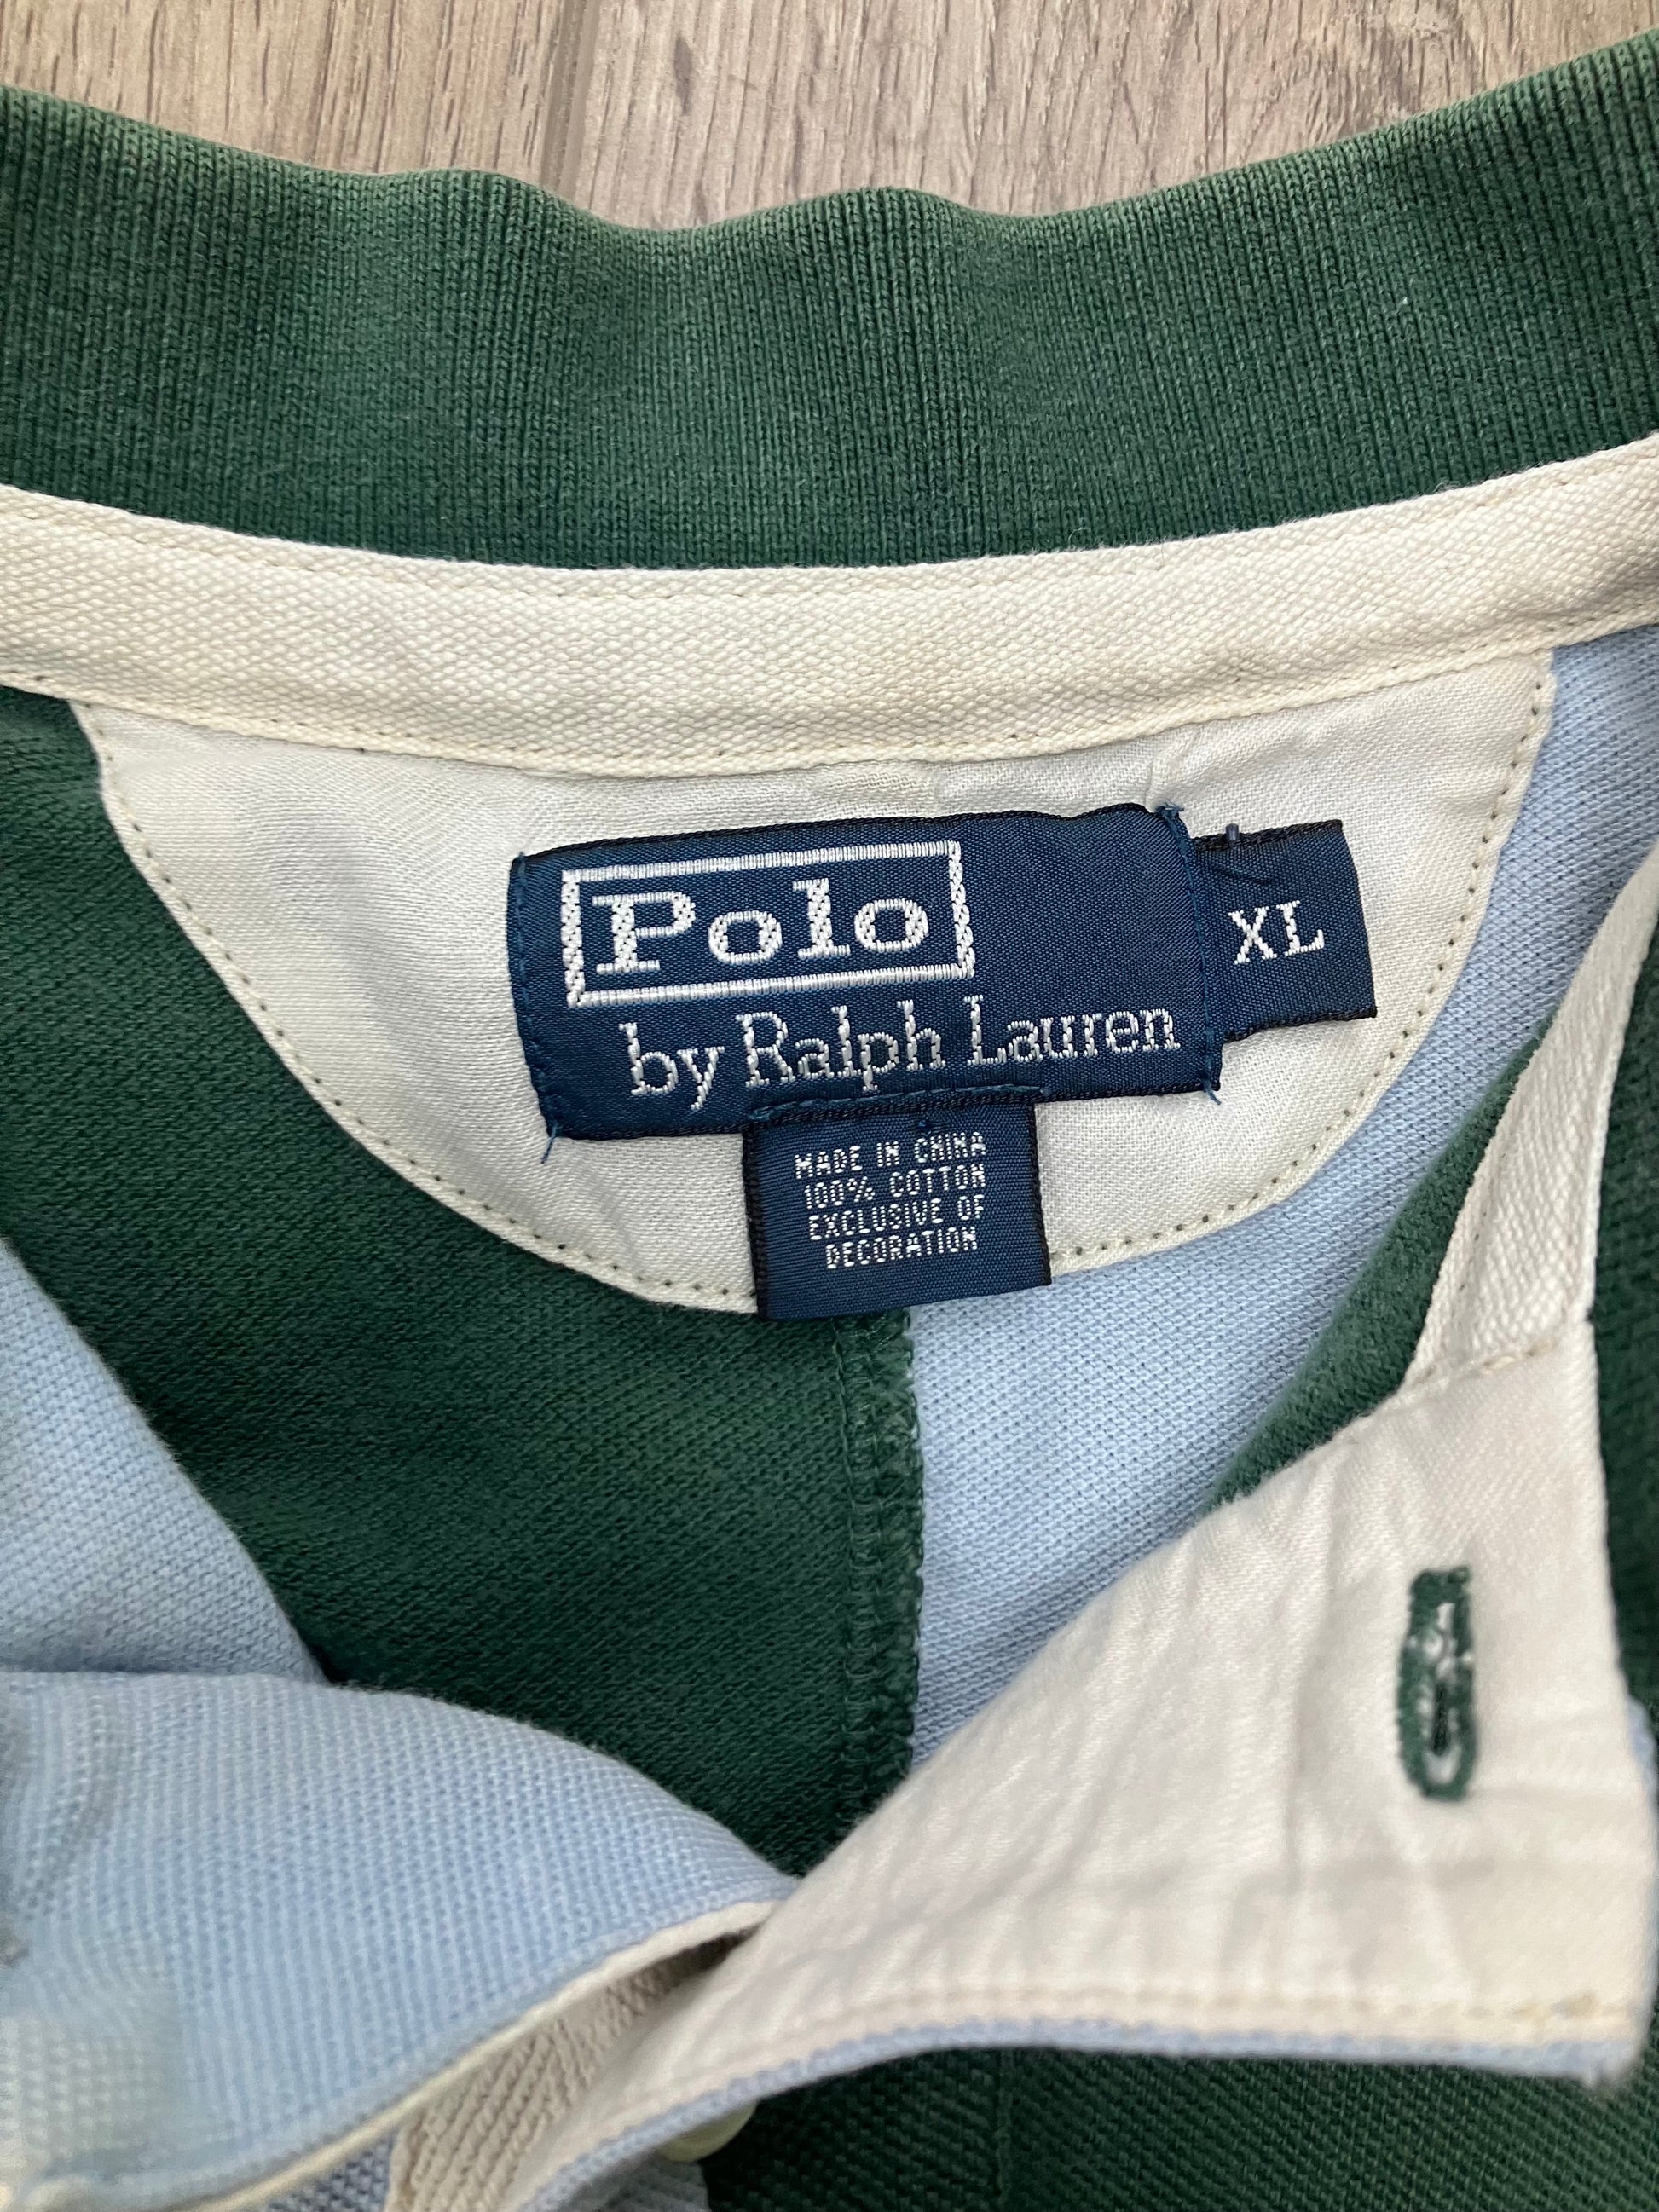 Polo
by Ralph Lauren
XL
MADE IN CHINA
100% COTTON
EXCLUSIVE OF
DECORATION